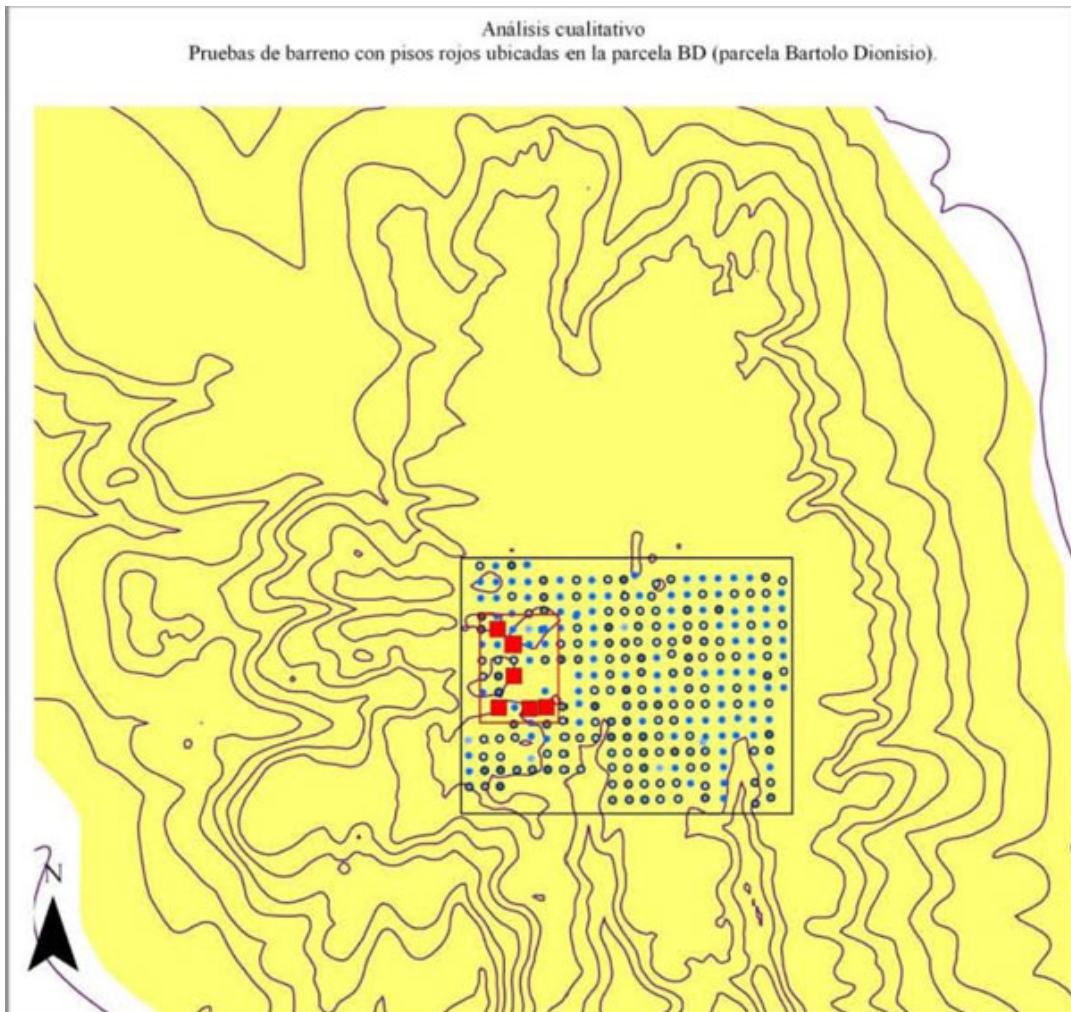 Análisis cualitativo
Pruebas de barreno con pisos rojos ubicadas en la parcela BD (parcela Bartolo Dionisio).
N